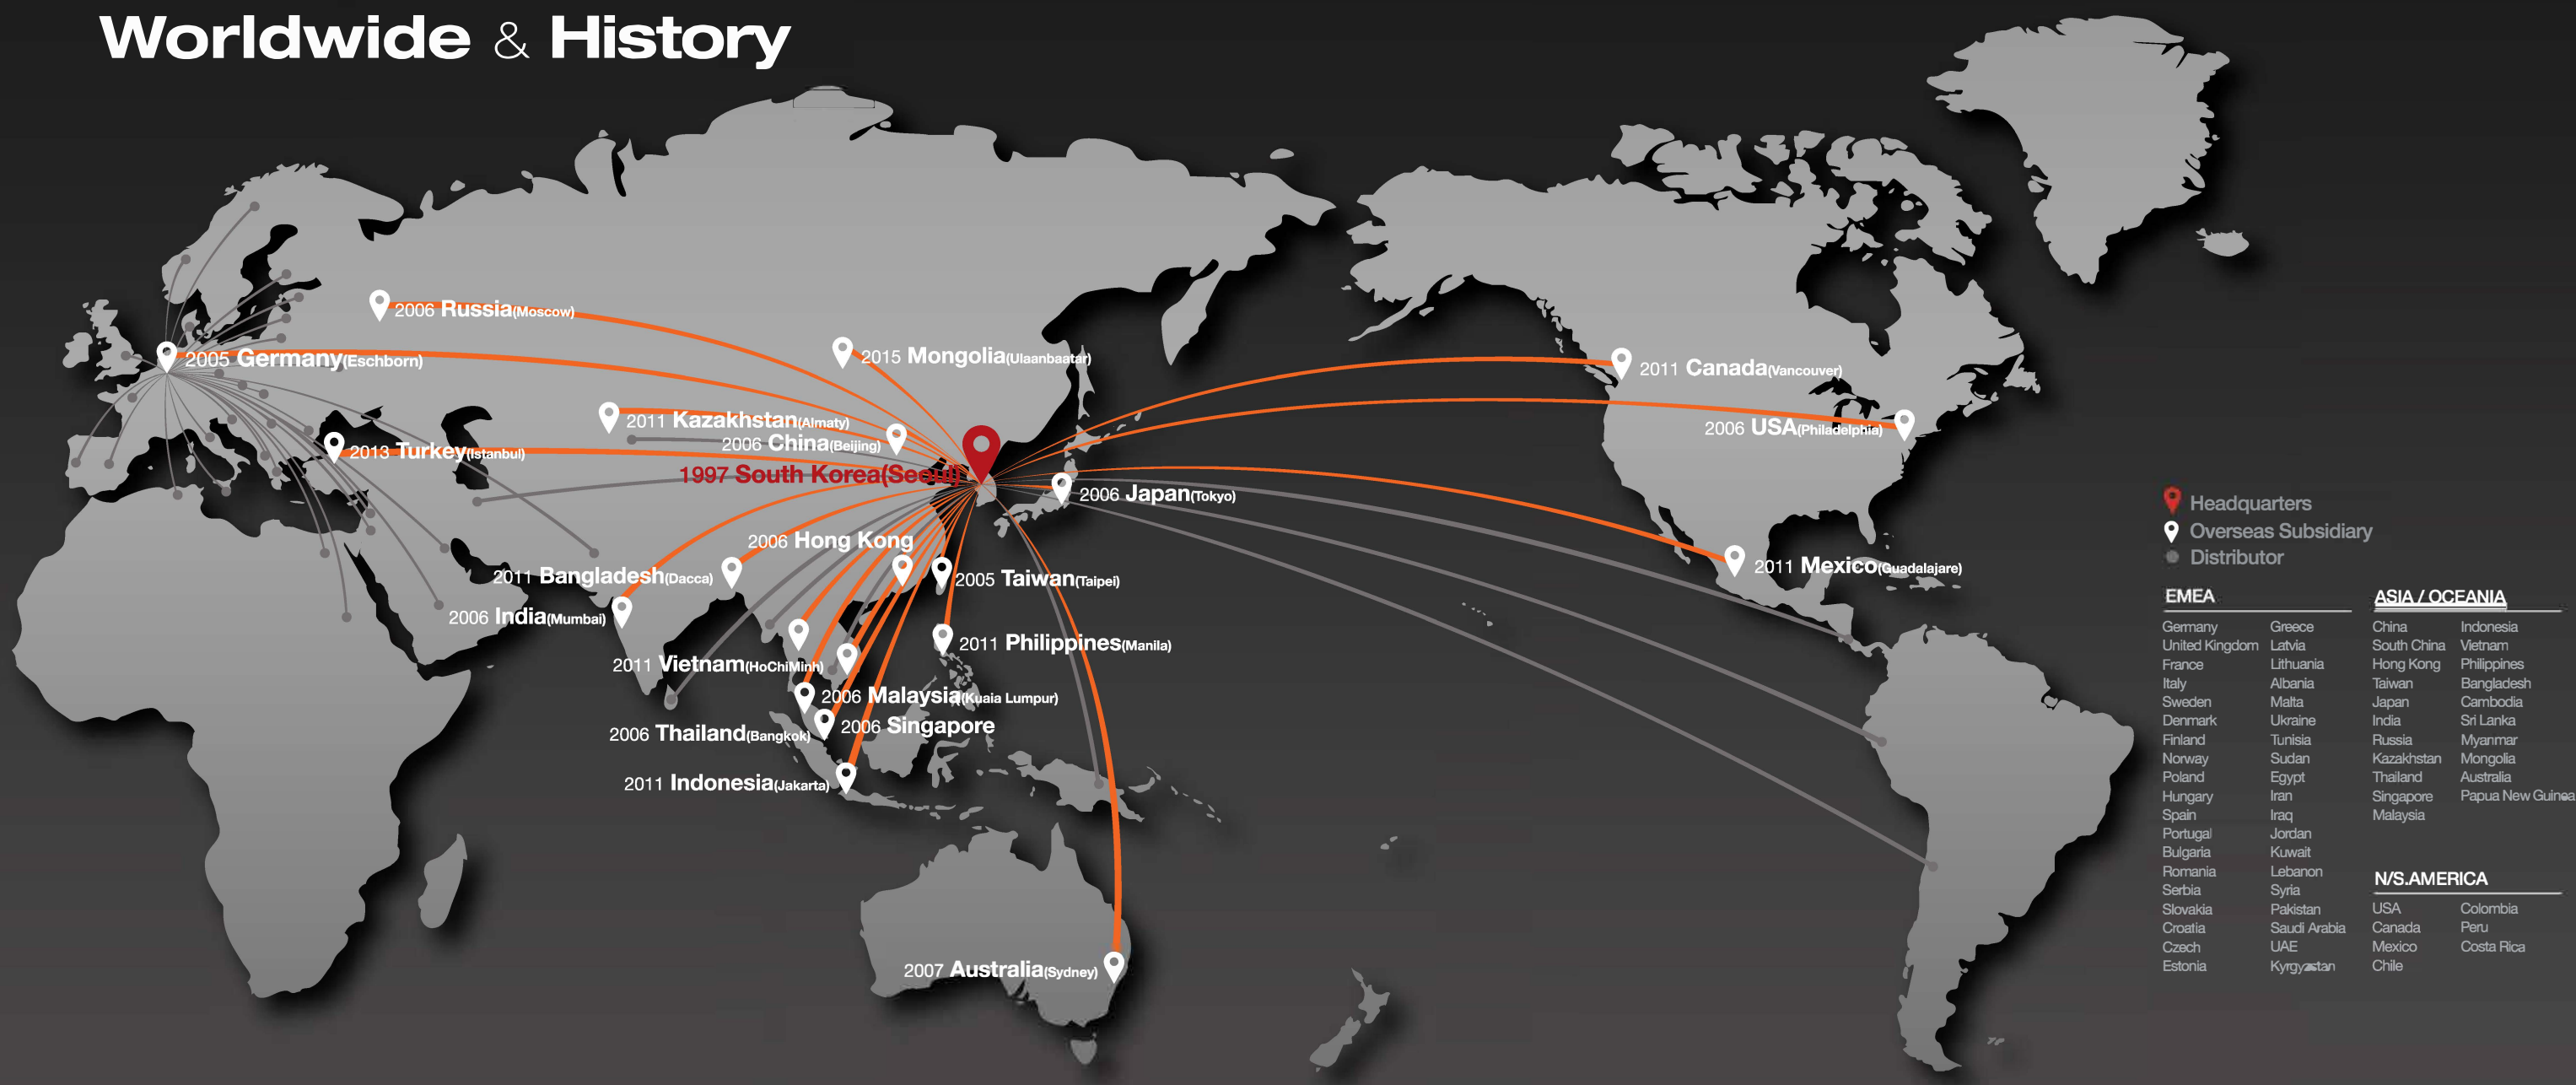 Worldwide & History
2006 Russia(Moscow)
2005 Germany(Eschborn)
2015 Mongolia(Ulaanbaatar)
2011 Canada(Vancouver)
2011 Kazakhstan(Almaty)
2006 China(Beijing)
2006 USA(Philadelphia)
2013 Turkey(Istanbul)
1997 South Korea(Seoul)
2006 Japan(Tokyo)
2006 Hong Kong
2011 Mexico(Guadalajare)
2011 Bangladesh(Dacca)
2005 Taiwan(Taipei)
2006 India(Mumbai)
2011 Philippines(Manila)
2011 Vietnam(HoChiMinh)
2006 Malaysia(Kuaia Lumpur)
2006 Singapore
2006 Thailand(Bangkok)
2011 Indonesia(Jakarta)
2007 Australia(Sydney)
Headquarters
Overseas Subsidiary
Distributor
EMEA
Germany
United Kingdom
France
Italy
Sweden
Denmark
Finland
Norway
Poland
Hungary
Spain
Portugal
Bulgaria
Romania
Serbia
Slovakia
Croatia
Czech
Estonia
Greece
Latvia
Lithuania
Albania
Malta
Ukraine
Tunisia
Sudan
Egypt
Iran
Iraq
Jordan
Kuwait
Lebanon
Syria
Pakistan
Saudi Arabia
UAE
Kyrgyzstan
ASIA / OCEANIA
China
South China
Hong Kong
Taiwan
Japan
India
Russia
Kazakhstan
Thailand
Singapore
Malaysia
Indonesia
Vietnam
Philippines
Bangladesh
Cambodia
Sri Lanka
Myanmar
Mongolia
Australia
Papua New Guinea
N/S.AMERICA
USA
Canada
Mexico
Chile
Colombia
Peru
Costa Rica